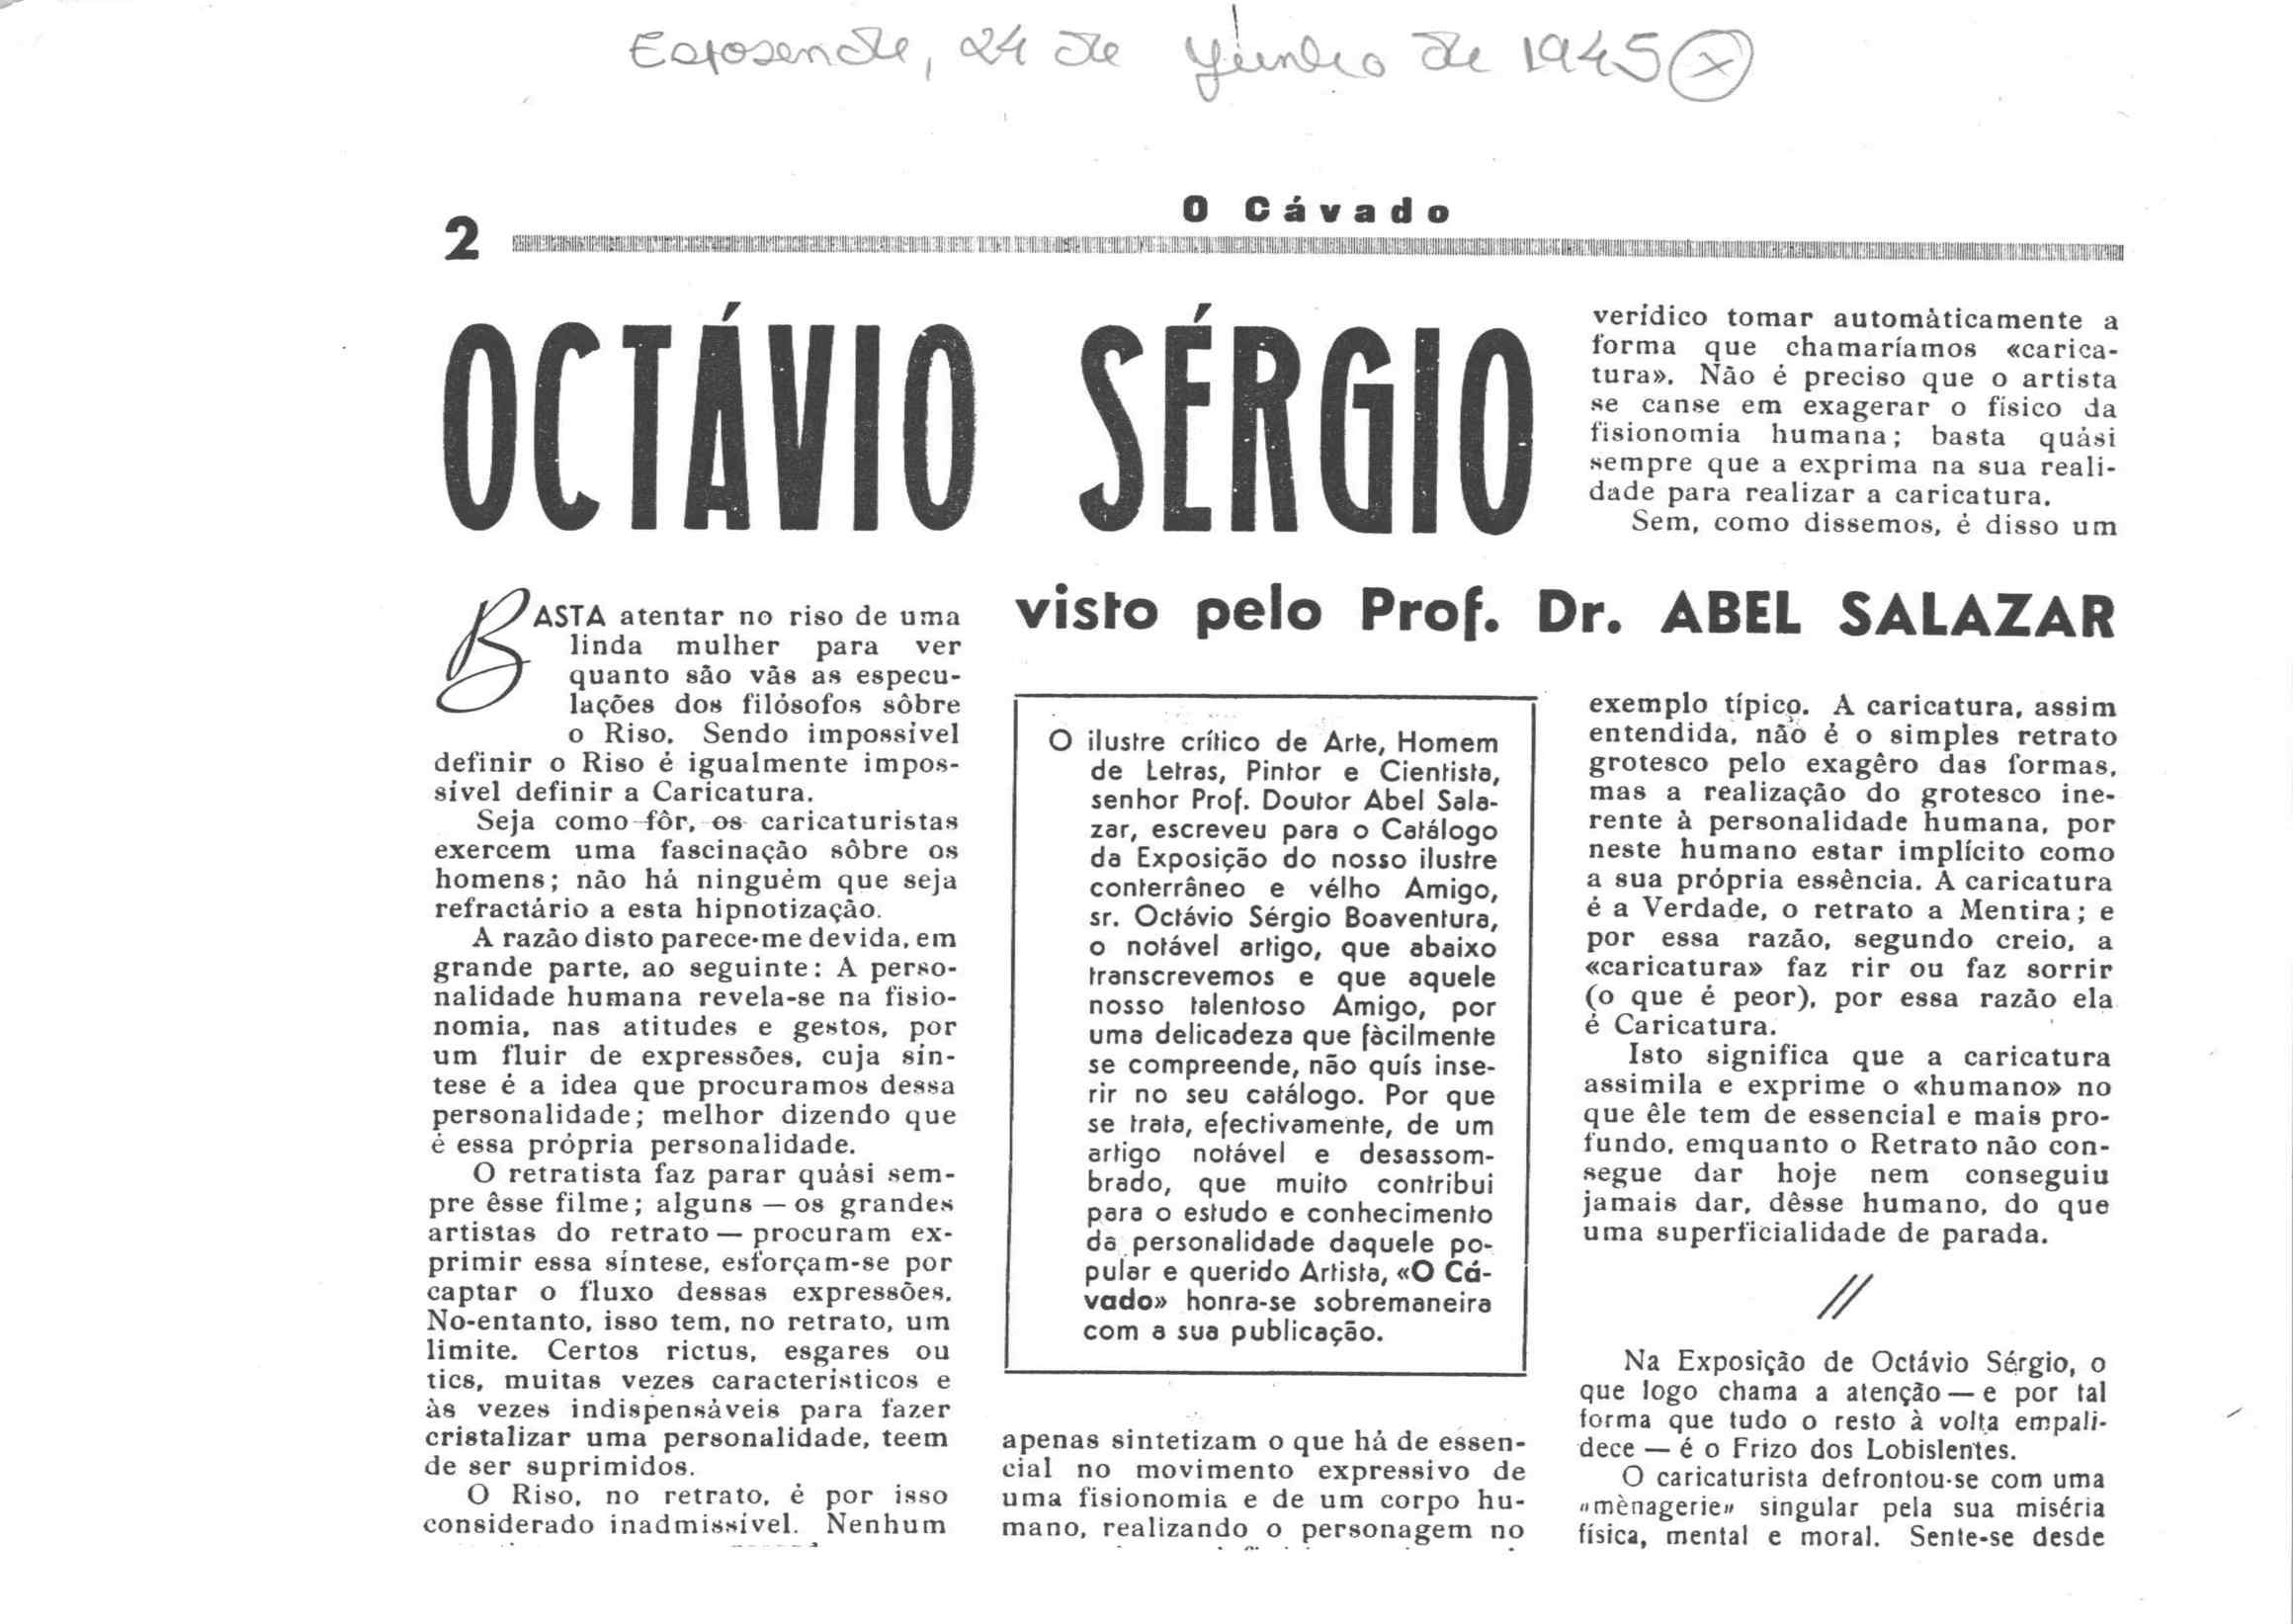 Esposende, 24 de Junho de 1945 (x)
O Cávado
2
OCTÁVIO SÉRGIO
visto pelo Prof. Dr. ABEL SALAZAR
BASTA atentar no riso de uma
linda mulher para ver
quanto são vãs as especu-
lações dos filósofos sôbre
o Riso. Sendo impossível
definir o Riso é igualmente impos-
sível definir a Caricatura.
Seja como fôr, os caricaturistas
exercem uma fascinação sôbre os
homens; não há ninguém que seja
refractário a esta hipnotização.
A razão disto parece-me devida, em
grande parte, ao seguinte: A perso-
nalidade humana revela-se na fisio-
nomia, nas atitudes e gestos, por
um fluir de expressões, cuja sín-
tese é a idea que procuramos dessa
personalidade; melhor dizendo que
é essa própria personalidade.
O retratista faz parar quási sem-
pre êsse filme; alguns — os grandes
artistas do retrato — procuram ex-
primir essa síntese, esforçam-se por
captar o fluxo dessas expressões.
No-entanto, isso tem, no retrato, um
limite. Certos rictus, esgares ou
tics, muitas vezes característicos e
às vezes indispensáveis para fazer
cristalizar uma personalidade, teem
de ser suprimidos.
O Riso, no retrato, é por isso
considerado inadmissível. Nenhum
O ilustre crítico de Arte, Homem
de Letras, Pintor e Cientista,
senhor Prof. Doutor Abel Sala-
zar, escreveu para o Catálogo
da Exposição do nosso ilustre
conterrâneo e vélho Amigo,
sr. Octávio Sérgio Boaventura,
o notável artigo, que abaixo
transcrevemos e que aquele
nosso talentoso Amigo, por
uma delicadeza que fàcilmente
se compreende, não quís inse-
rir no seu catálogo. Por que
se trata, efectivamente, de um
artigo notável e desassom-
brado, que muito contribui
para o estudo e conhecimento
da personalidade daquele po-
pular e querido Artista, «O Cá-
vado» honra-se sobremaneira
com a sua publicação.
apenas sintetizam o que há de essen-
cial no movimento expressivo de
uma fisionomia e de um corpo hu-
mano, realizando o personagem no
verídico tomar automàticamente a
forma que chamaríamos «carica-
tura». Não é preciso que o artista
se canse em exagerar o físico da
fisionomia humana; basta quási
sempre que a exprima na sua reali-
dade para realizar a caricatura.
Sem, como dissemos, é disso um
exemplo típico. A caricatura, assim
entendida, não é o simples retrato
grotesco pelo exagêro das formas,
mas a realização do grotesco ine-
rente à personalidade humana, por
neste humano estar implícito como
a sua própria essência. A caricatura
é a Verdade, o retrato a Mentira; e
por essa razão, segundo creio, a
«caricatura» faz rir ou faz sorrir
(o que é peor), por essa razão ela
é Caricatura.
Isto significa que a caricatura
assimila e exprime o «humano» no
que êle tem de essencial e mais pro-
fundo, emquanto o Retrato não con-
segue dar hoje nem conseguiu
jamais dar, dêsse humano, do que
uma superficialidade de parada.
//
Na Exposição de Octávio Sérgio, o
que logo chama a atenção — e por tal
forma que tudo o resto à volta empali-
dece — é o Frizo dos Lobislentes.
O caricaturista defrontou-se com uma
«mènagerie» singular pela sua miséria
física, mental e moral. Sente-se desde